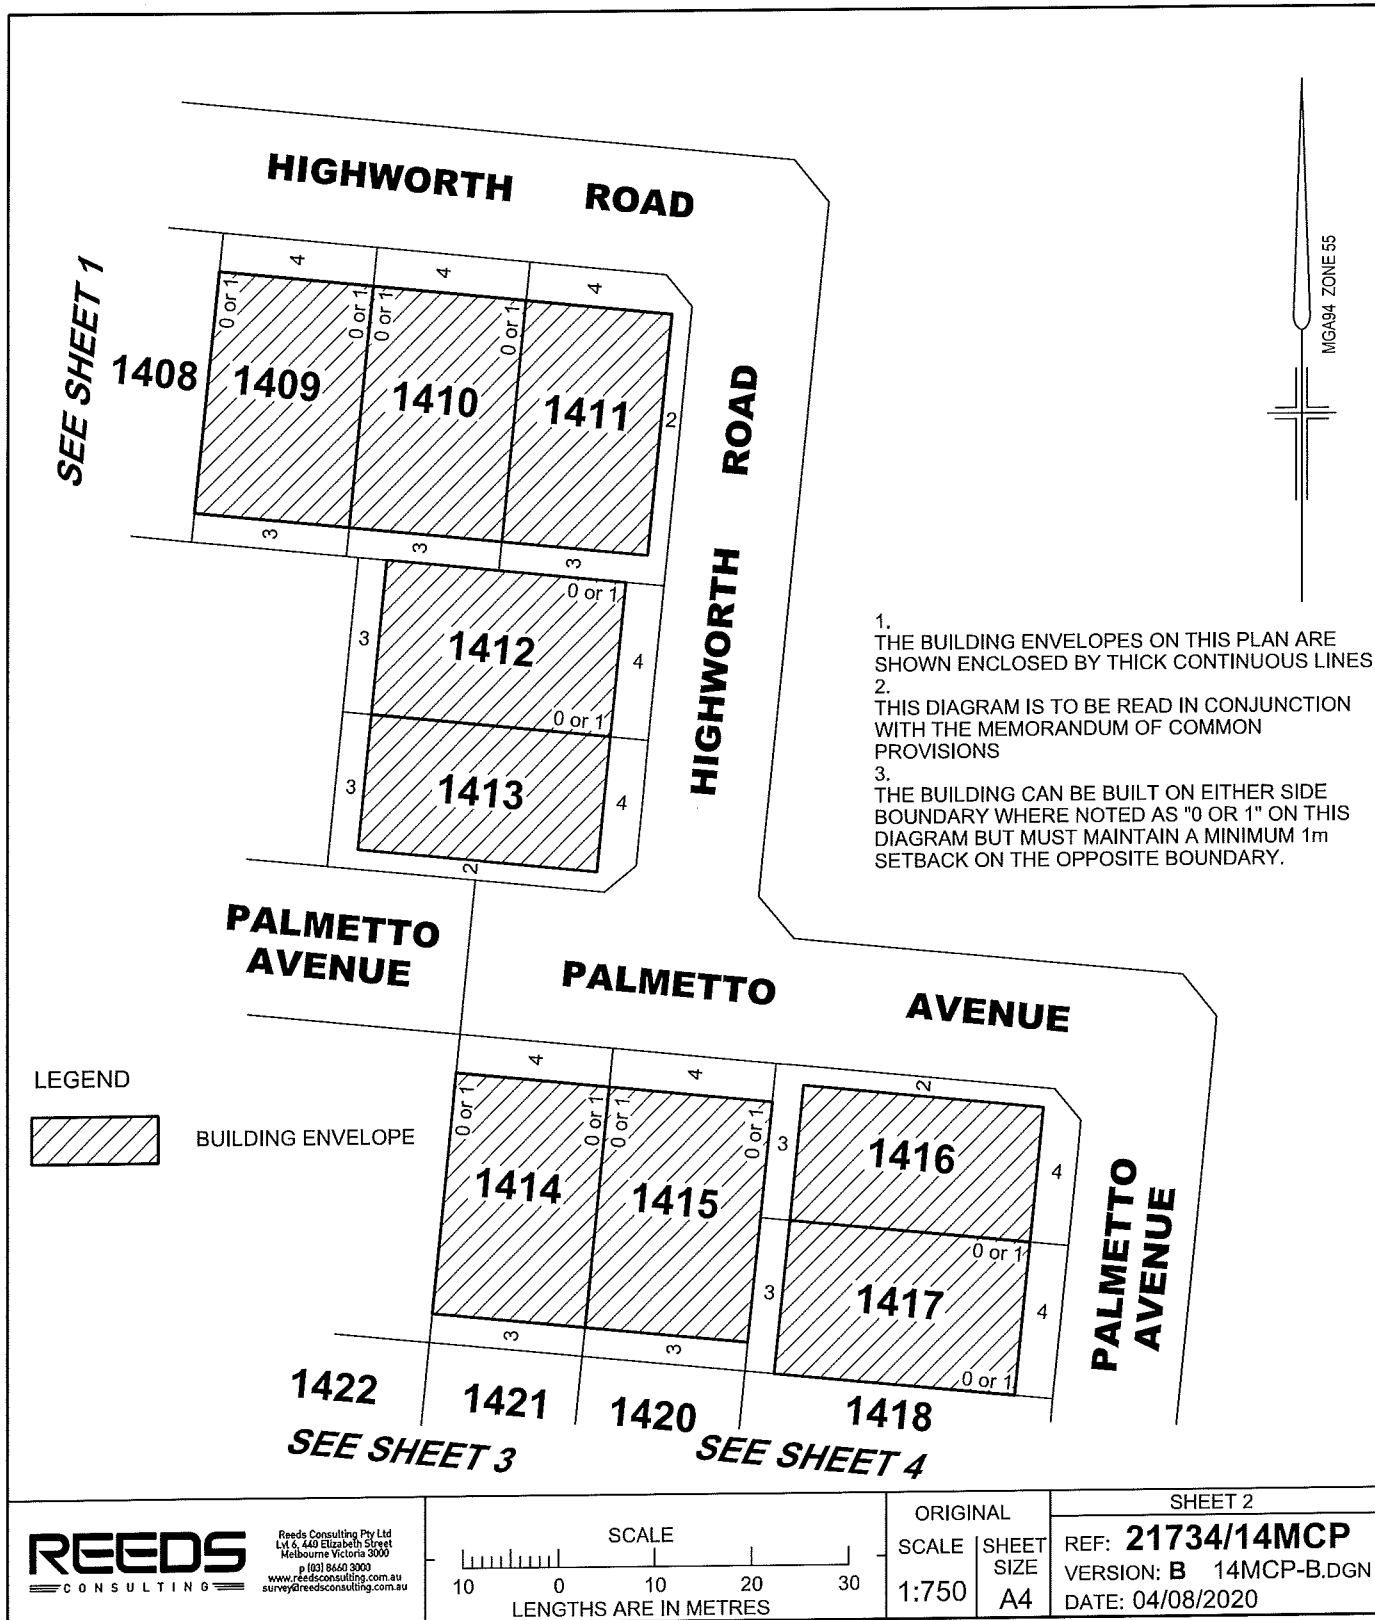 HIGHWORTH ROAD
SEE SHEET 1
4
4
4
0 or 1
0 or 1
0 or 1
0 or 1
1408
1409
1410
1411
2
3
3
3
HIGHWORTH ROAD
MGA94 ZONE 55
0 or 1
3
1412
4
0 or 1
3
1413
4
2
1.
THE BUILDING ENVELOPES ON THIS PLAN ARE
SHOWN ENCLOSED BY THICK CONTINUOUS LINES
2.
THIS DIAGRAM IS TO BE READ IN CONJUNCTION
WITH THE MEMORANDUM OF COMMON
PROVISIONS
3.
THE BUILDING CAN BE BUILT ON EITHER SIDE
BOUNDARY WHERE NOTED AS "0 OR 1" ON THIS
DIAGRAM BUT MUST MAINTAIN A MINIMUM 1m
SETBACK ON THE OPPOSITE BOUNDARY.
PALMETTO
AVENUE
PALMETTO AVENUE
LEGEND
BUILDING ENVELOPE
4
4
2
0 or 1
0 or 1
0 or 1
0 or 1
1414
1415
3
1416
4
0 or 1
3
1417
4
0 or 1
3
3
PALMETTO
AVENUE
1422
1421
1420
1418
SEE SHEET 3
SEE SHEET 4
REEDS
CONSULTING
Reeds Consulting Pty Ltd
Lvl 6, 440 Elizabeth Street
Melbourne Victoria 3000
p (03) 8660 3000
www.reedsconsulting.com.au
survey@reedsconsulting.com.au
SCALE
10 0 10 20 30
LENGTHS ARE IN METRES
ORIGINAL
SCALE
1:750
SHEET
SIZE
A4
SHEET 2
REF: 21734/14MCP
VERSION: B 14MCP-B.DGN
DATE: 04/08/2020